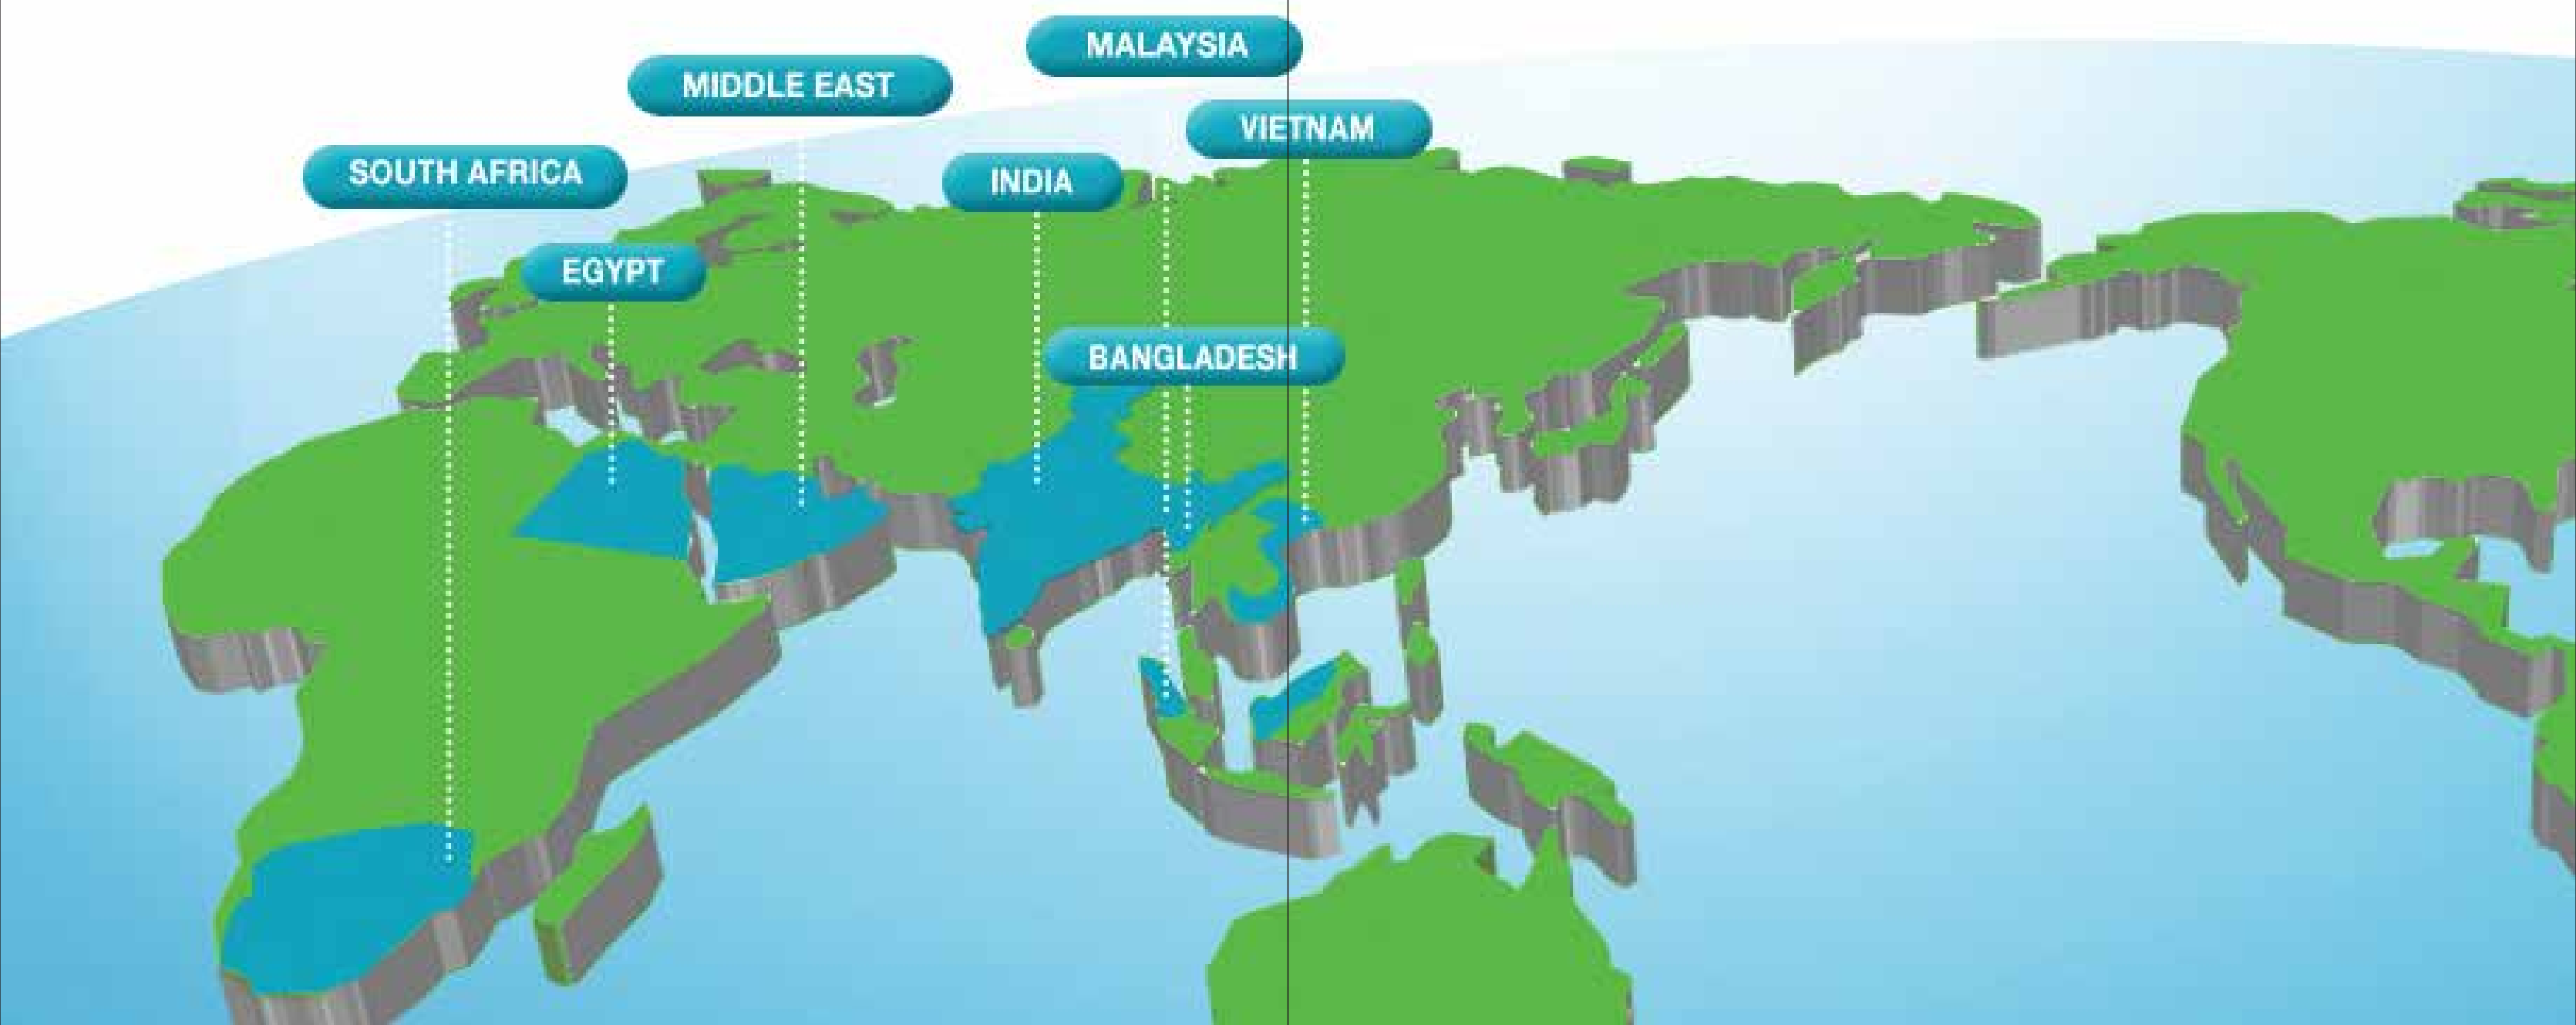 MALAYSIA
MIDDLE EAST
VIETNAM
SOUTH AFRICA
INDIA
EGYPT
BANGLADESH